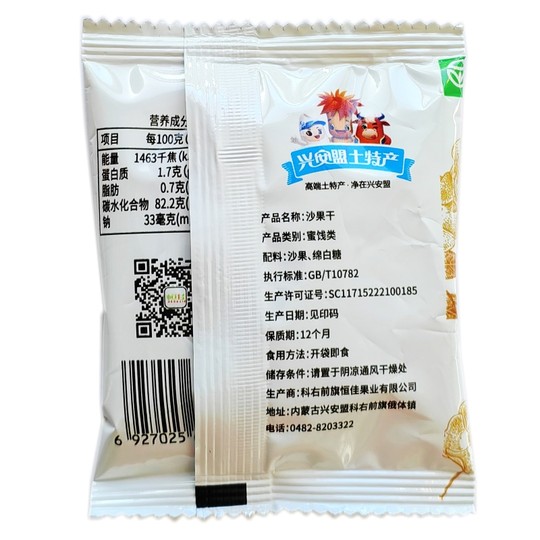 营养成分
项目 每100克(
能量 1463千焦(k
蛋白质 1.7克(
脂肪 0.7克(
碳水化合物 82.2克(
钠 33毫克(m
6 927025
兴安盟土特产
高端土特产·净在兴安盟
产品名称:沙果干
产品类别:蜜饯类
配料:沙果、绵白糖
执行标准:GB/T10782
生产许可证号:SC11715222100185
生产日期:见印码
保质期:12个月
食用方法:开袋即食
储存条件:请置于阴凉通风干燥处
生产商:科右前旗恒佳果业有限公司
地址:内蒙古兴安盟科右前旗俄体镇
电话:0482-8203322